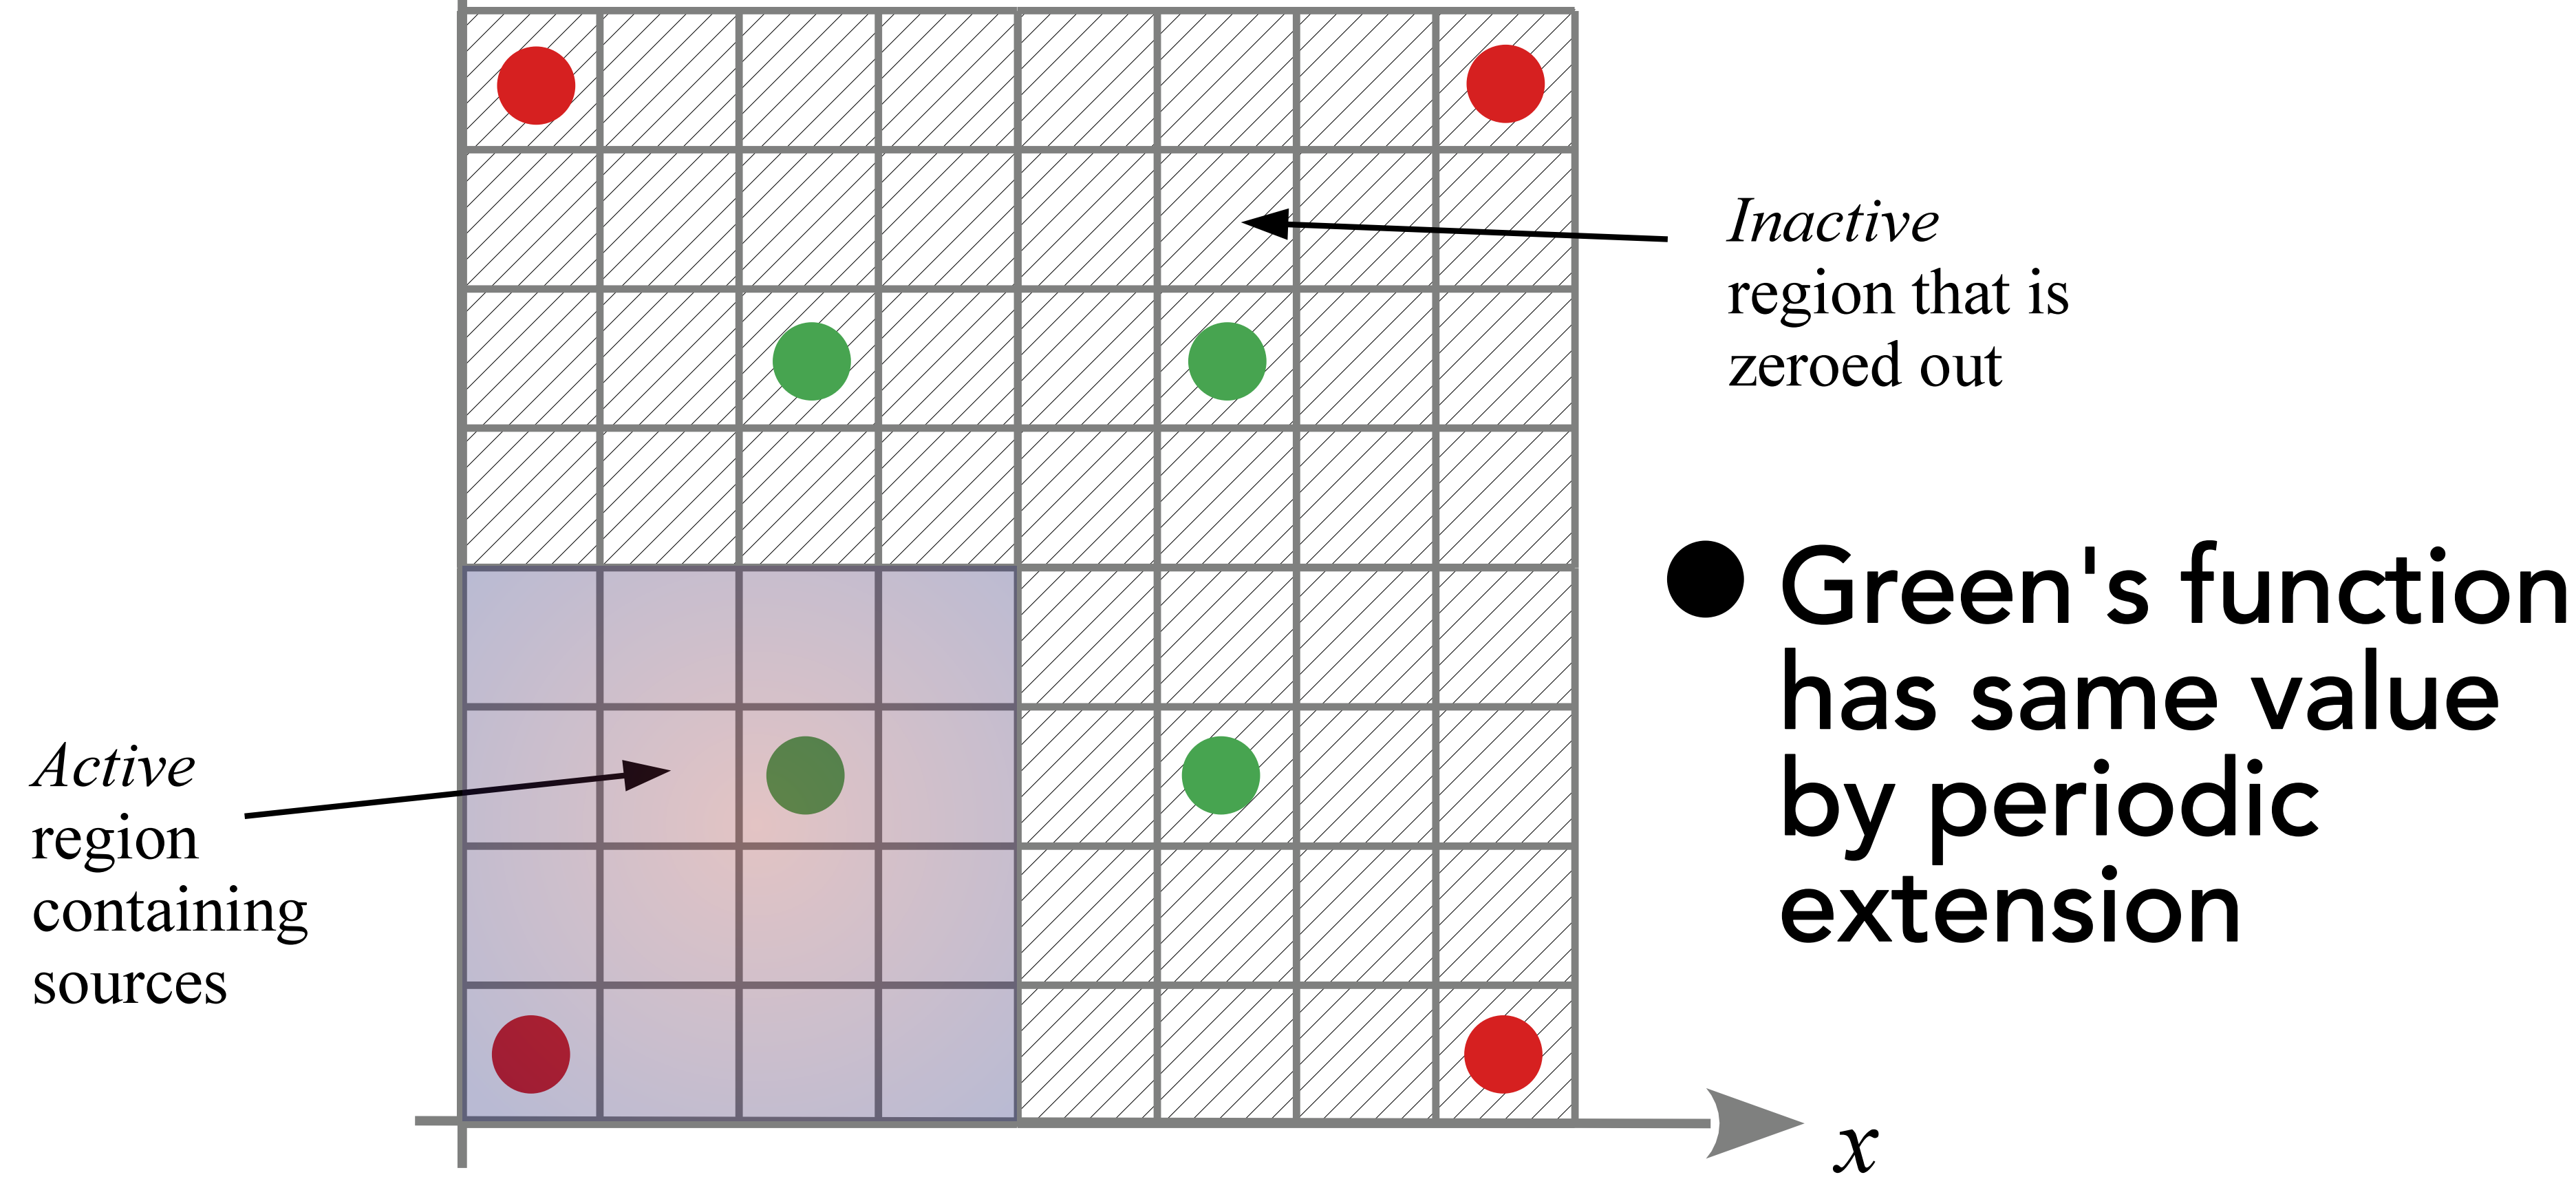 Inactive
region that is
zeroed out
Green's function
has same value
by periodic
extension
Active
region
containing
sources
x